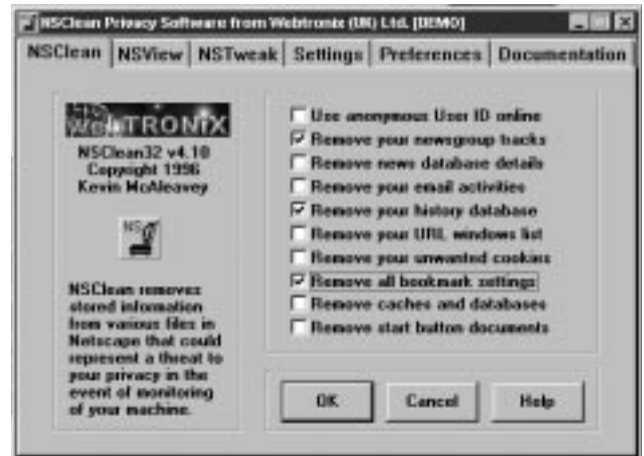 NSClean Privacy Software from Webtronix (UK) Ltd. [DEMO]
NSClean NSView NSTweak Settings Preferences Documentation
WebTRONIX
NSClean32 v4.10
Copyright 1996
Kevin McAleavey
NS
NSClean removes
stored information
from various files in
Netscape that could
represent a threat to
your privacy in the
event of monitoring
of your machine.
Use anonymous User ID online
Remove your newsgroup tracks
Remove news database details
Remove your email activities
Remove your history database
Remove your URL windows list
Remove your unwanted cookies
Remove all bookmark settings
Remove caches and databases
Remove start button documents
OK Cancel Help